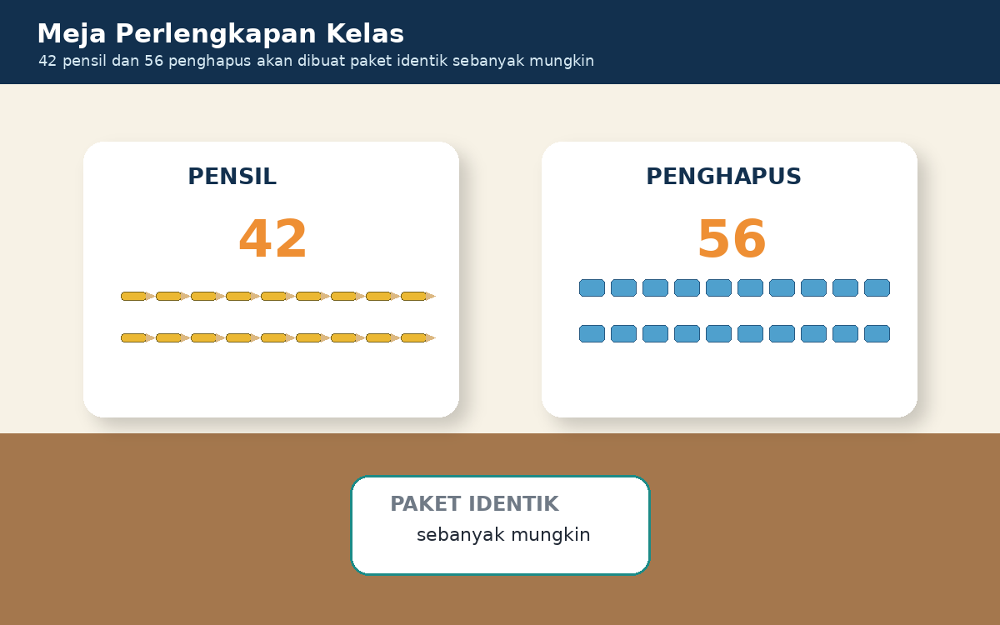 Meja Perlengkapan Kelas
42 pensil dan 56 penghapus akan dibuat paket identik sebanyak mungkin
PENSIL
42
PENGHAPUS
56
PAKET IDENTIK
sebanyak mungkin